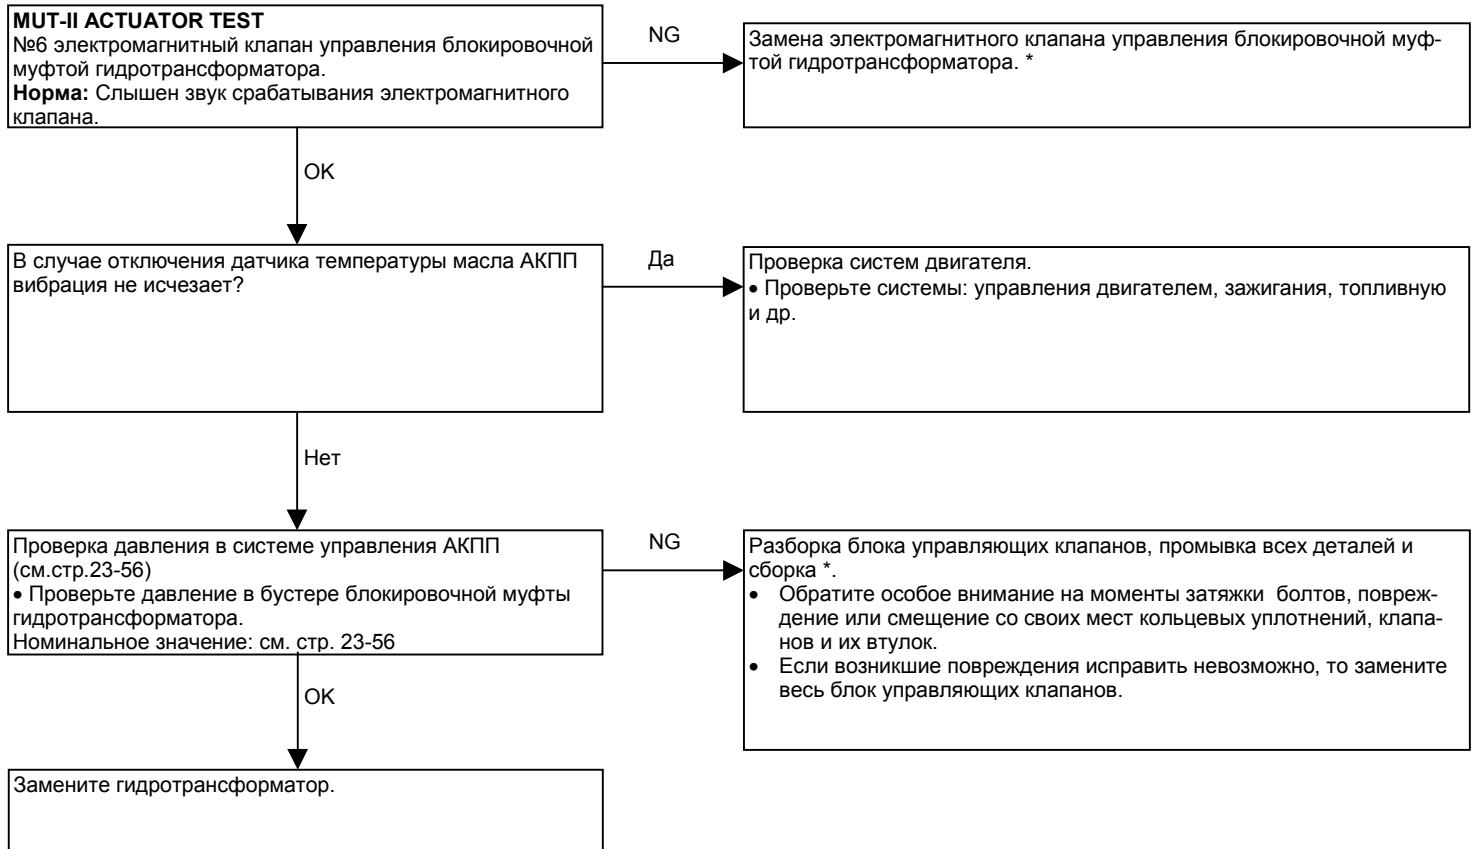 MUT-II ACTUATOR TEST
№6 электромагнитный клапан управления блокировочной
муфтой гидротрансформатора.
Норма: Слышен звук срабатывания электромагнитного
клапана.
NG
Замена электромагнитного клапана управления блокировочной муф-
той гидротрансформатора. *
OK
В случае отключения датчика температуры масла АКПП
вибрация не исчезает?
Да
Проверка систем двигателя.
• Проверьте системы: управления двигателем, зажигания, топливную
и др.
Нет
Проверка давления в системе управления АКПП
(см.стр.23-56)
• Проверьте давление в бустере блокировочной муфты
гидротрансформатора.
Номинальное значение: см. стр. 23-56
NG
Разборка блока управляющих клапанов, промывка всех деталей и
сборка *.
• Обратите особое внимание на моменты затяжки болтов, повреж-
дение или смещение со своих мест кольцевых уплотнений, клапа-
нов и их втулок.
• Если возникшие повреждения исправить невозможно, то замените
весь блок управляющих клапанов.
OK
Замените гидротрансформатор.